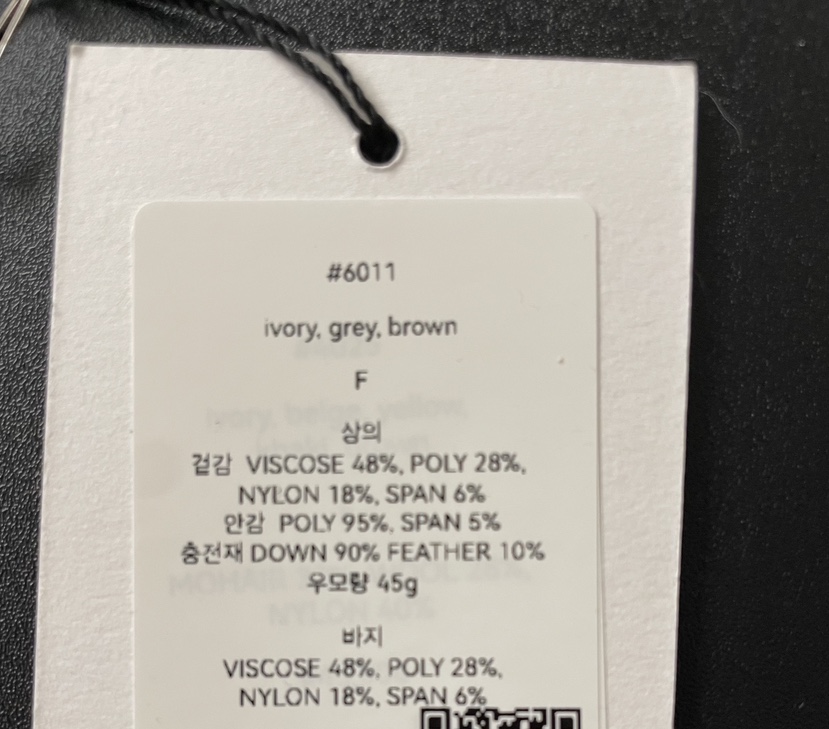 #6011
ivory, grey, brown
F
상의
겉감 VISCOSE 48%, POLY 28%,
NYLON 18%, SPAN 6%
안감 POLY 95%, SPAN 5%
충전재 DOWN 90% FEATHER 10%
우모량 45g
바지
VISCOSE 48%, POLY 28%,
NYLON 18%, SPAN 6%